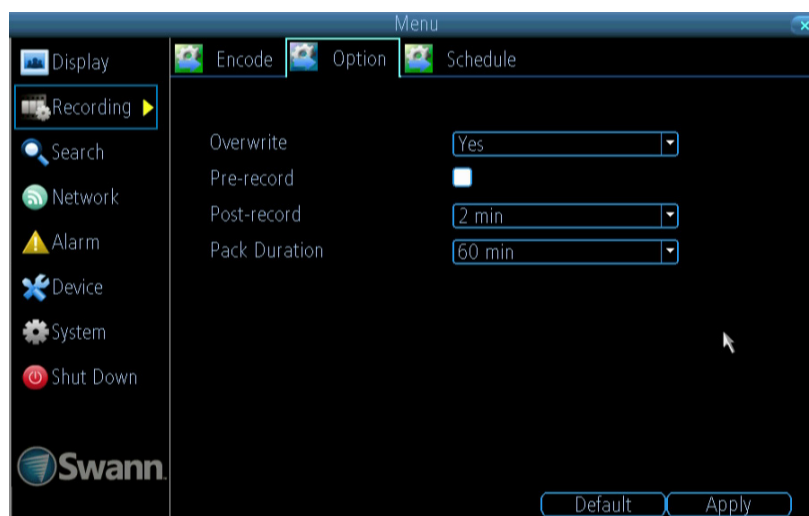 Menu
Display
Recording
Search
Network
Alarm
Device
System
Shut Down
Swann
Encode Option Schedule
Overwrite Yes
Pre-record
Post-record 2 min
Pack Duration 60 min
Default Apply